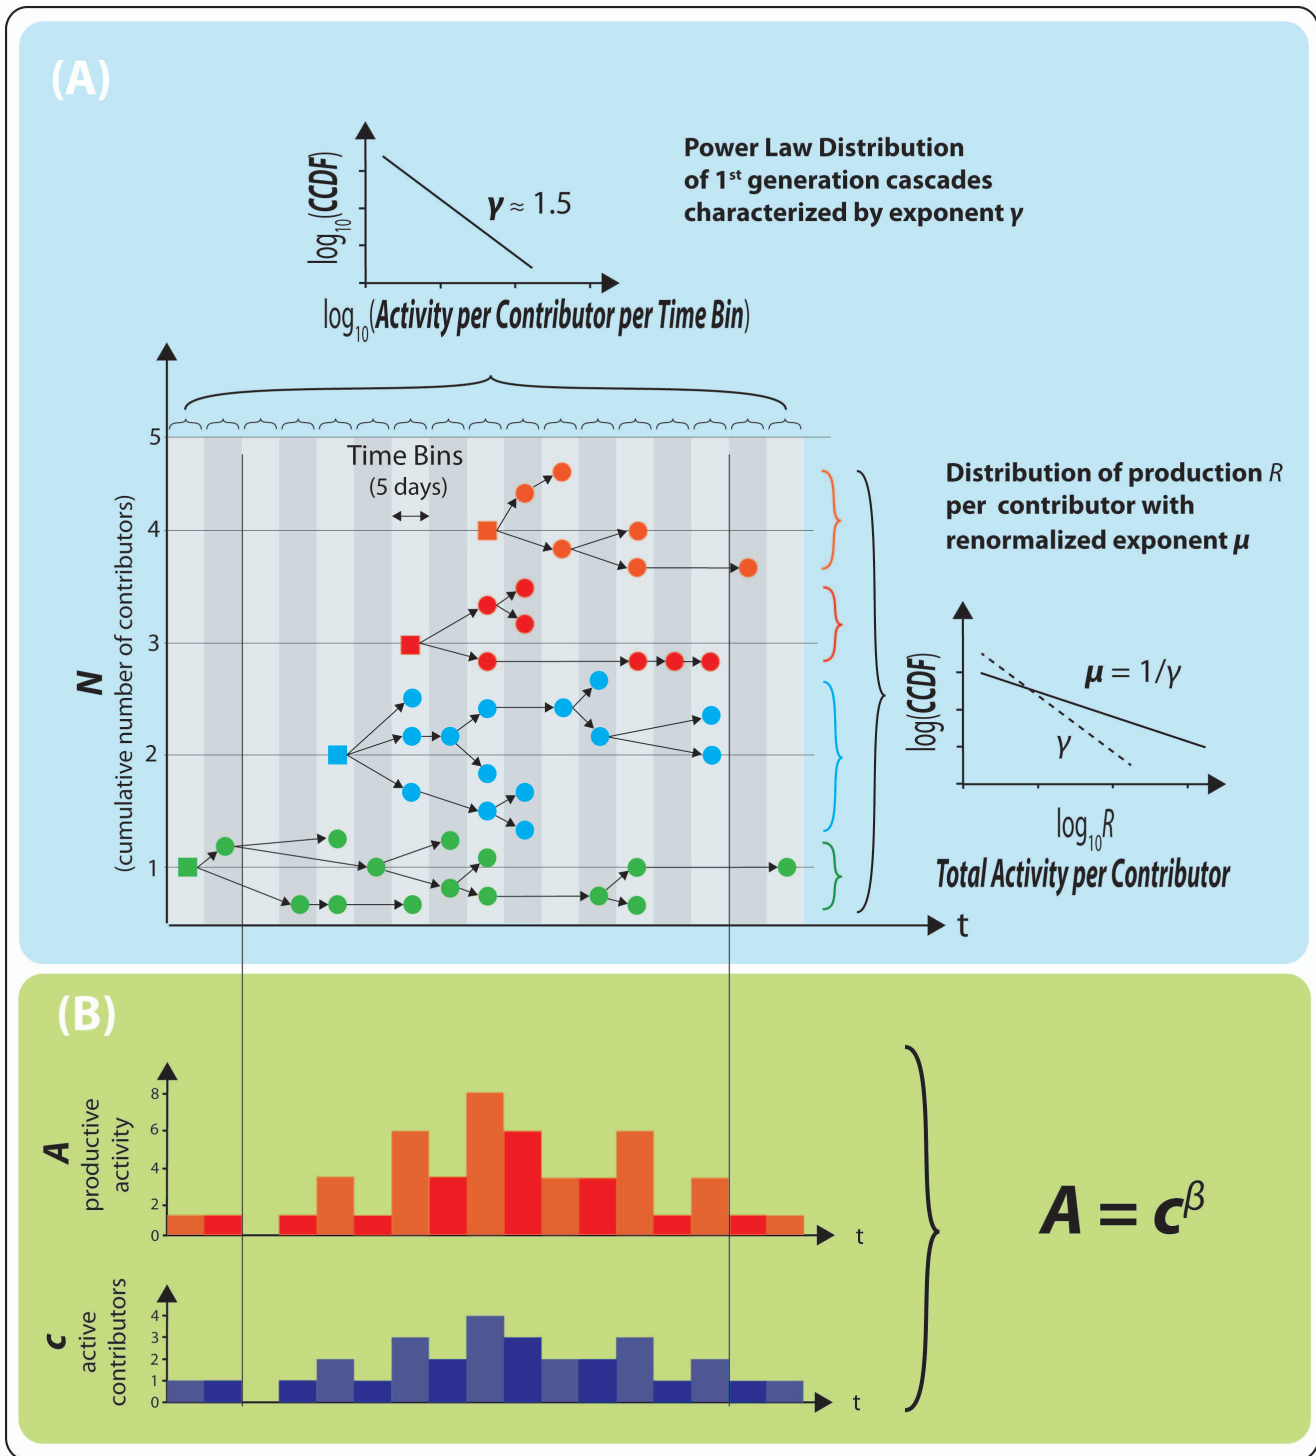 (A)
Power Law Distribution
of 1st generation cascades
characterized by exponent γ
log10(CCDF)
γ ≈ 1.5
log10(Activity per Contributor per Time Bin)
5
4
3
2
1
N
(cumulative number of contributors)
Time Bins
(5 days)
t
Distribution of production R
per contributor with
renormalized exponent μ
log(CCDF)
μ = 1/γ
γ
log10R
Total Activity per Contributor
(B)
A
productive
activity
8
6
4
2
0
t
c
active
contributors
4
3
2
1
0
t
A = cβ